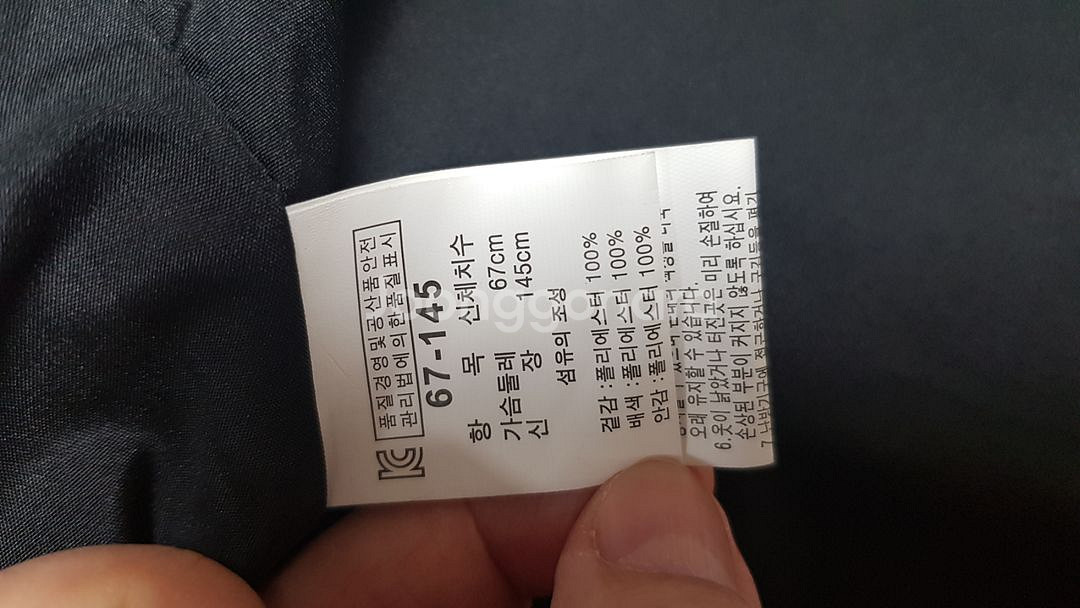 품질경영및공산품안전
관리법에의한품질표시
67-145
항 목 신체치수
가슴둘레 67cm
신 장 145cm
섬유의 조성
겉감 : 폴리에스터 100%
배색 : 폴리에스터 100%
안감 : 폴리에스터 100%
오래 유지할 수 있습니다.
6.옷이 낡았거나 터진곳은 미리 손질하여
손상된 부분이 커지지 않도록 하십시요.